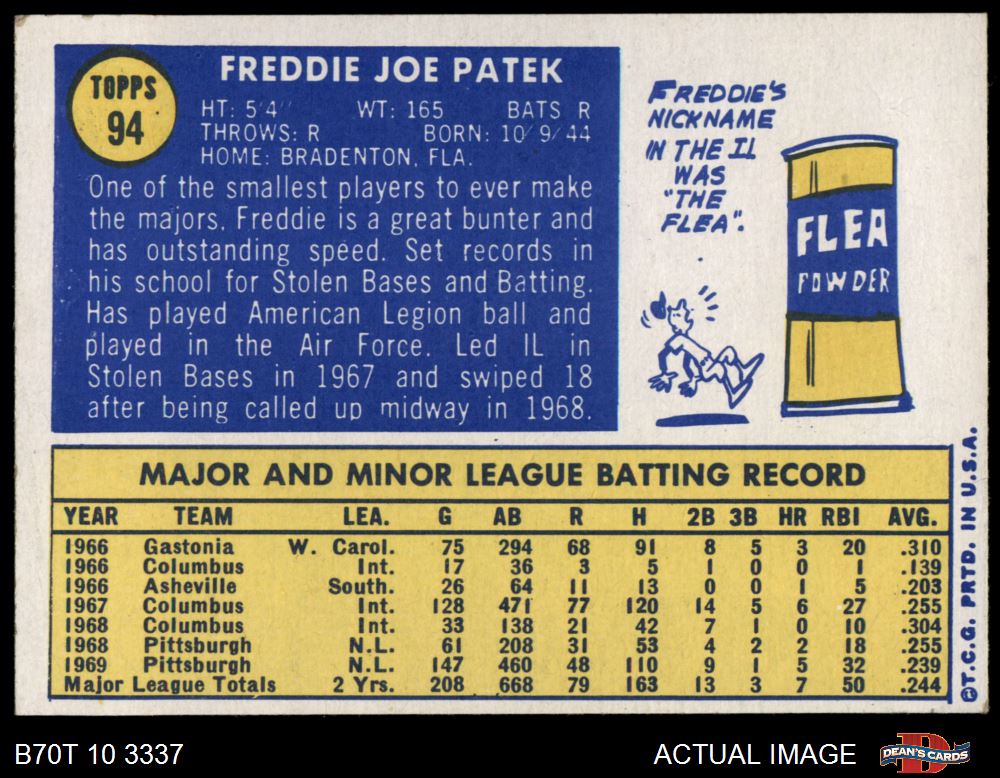 TOPPS
94
FREDDIE JOE PATEK
HT: 5'4" WT: 165 BATS R
THROWS: R BORN: 10/9/44
HOME: BRADENTON, FLA.
One of the smallest players to ever make
the majors, Freddie is a great bunter and
has outstanding speed. Set records in
his school for Stolen Bases and Batting.
Has played American Legion ball and
played in the Air Force. Led IL in
Stolen Bases in 1967 and swiped 18
after being called up midway in 1968.
FREDDIE'S
NICKNAME
IN THE IL
WAS
"THE
FLEA".
FLEA
POWDER
MAJOR AND MINOR LEAGUE BATTING RECORD
YEAR TEAM LEA. G AB R H 2B 3B HR RBI AVG.
1966 Gastonia W. Carol. 75 294 68 91 8 5 3 20 .310
1966 Columbus Int. 17 36 3 5 1 0 0 1 .139
1966 Asheville South. 26 64 11 13 0 0 1 5 .203
1967 Columbus Int. 128 471 77 120 14 5 6 27 .255
1968 Columbus Int. 33 138 21 42 7 1 0 10 .304
1968 Pittsburgh N.L. 61 208 31 53 4 2 2 18 .255
1969 Pittsburgh N.L. 147 460 48 110 9 1 5 32 .239
Major League Totals 2 Yrs. 208 668 79 163 13 3 7 50 .244
©T.C.G. PRTD. IN U.S.A.
B70T 10 3337
ACTUAL IMAGE
DEAN'S CARDS